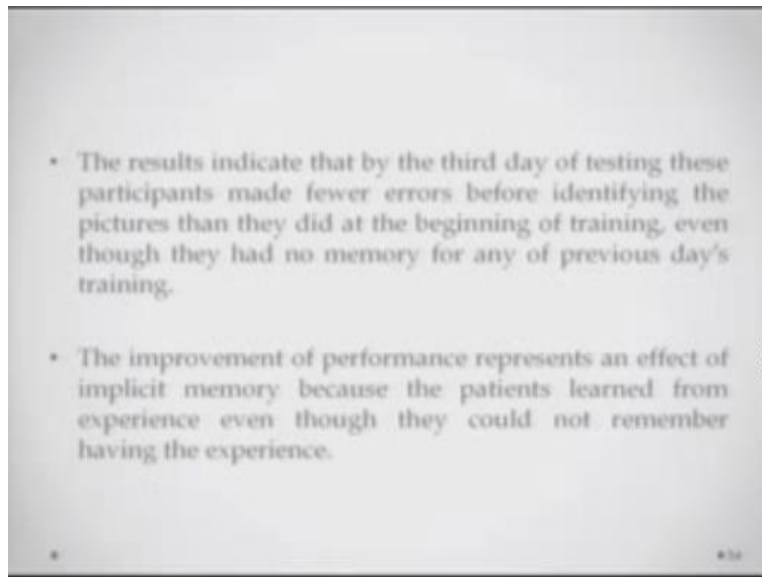 • The results indicate that by the third day of testing these
participants made fewer errors before identifying the
pictures than they did at the beginning of training, even
though they had no memory for any of previous day's
training.
• The improvement of performance represents an effect of
implicit memory because the patients learned from
experience even though they could not remember
having the experience.